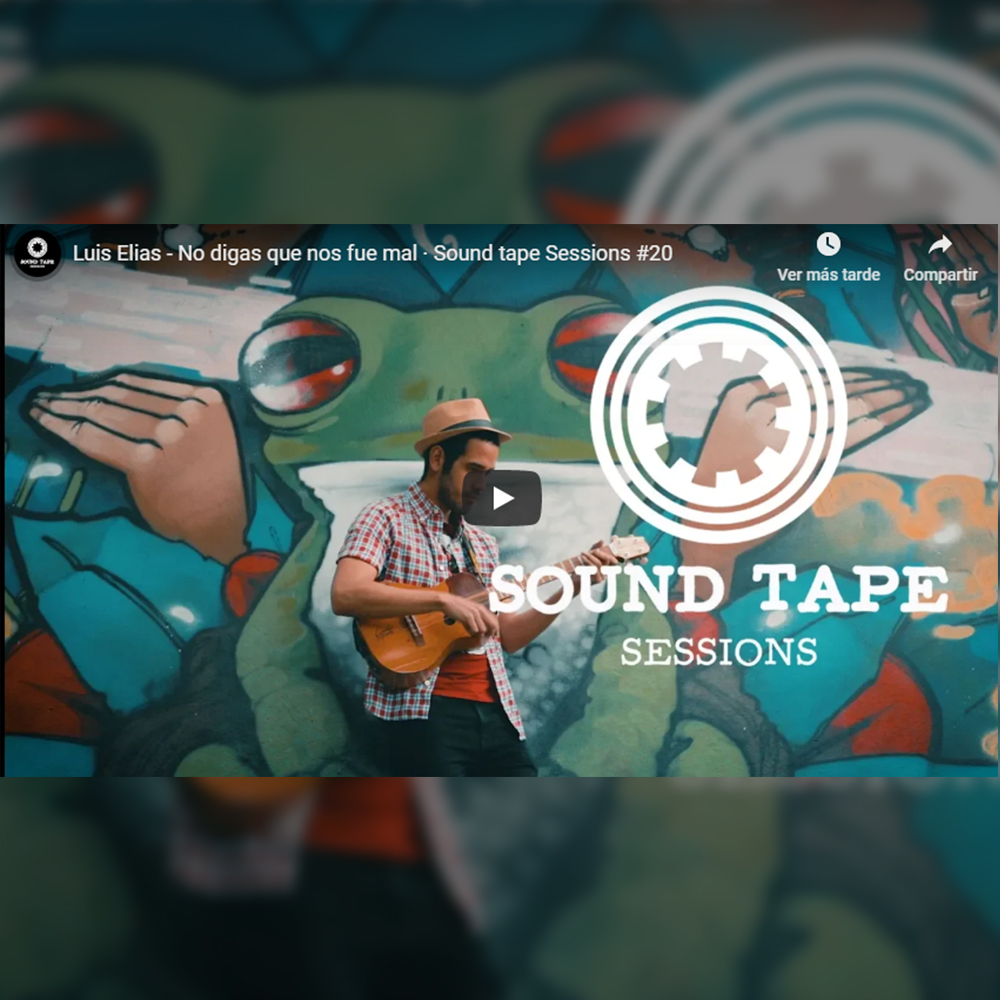 Luis Elias - No digas que nos fue mal · Sound tape Sessions #20
Ver más tarde
Compartir
SOUND TAPE
SESSIONS
SOUND TAPE
SESSIONS